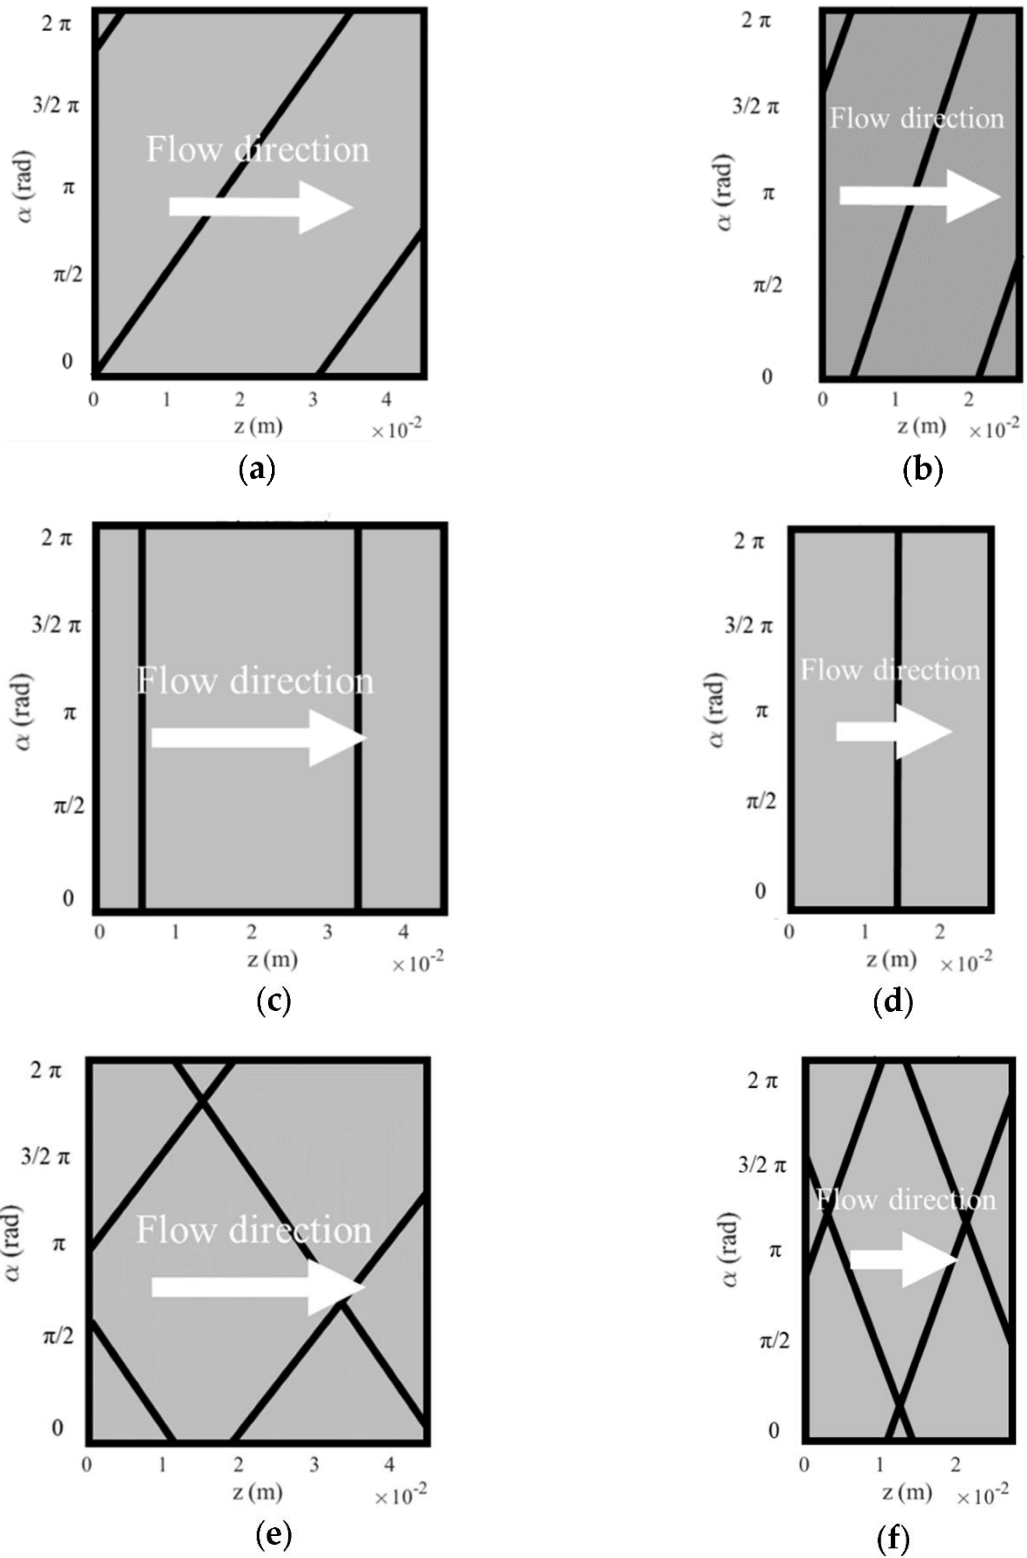 2 π
3/2 π
π
π/2
0
α (rad)
Flow direction
0 1 2 3 4
z (m)
×10-2
(a)
2 π
3/2 π
π
π/2
0
α (rad)
Flow direction
0 1 2
z (m)
×10-2
(b)
2 π
3/2 π
π
π/2
0
α (rad)
Flow direction
0 1 2 3 4
z (m)
×10-2
(c)
2 π
3/2 π
π
π/2
0
α (rad)
Flow direction
0 1 2
z (m)
×10-2
(d)
2 π
3/2 π
π
π/2
0
α (rad)
Flow direction
0 1 2 3 4
z (m)
×10-2
(e)
2 π
3/2 π
π
π/2
0
α (rad)
Flow direction
0 1 2
z (m)
×10-2
(f)